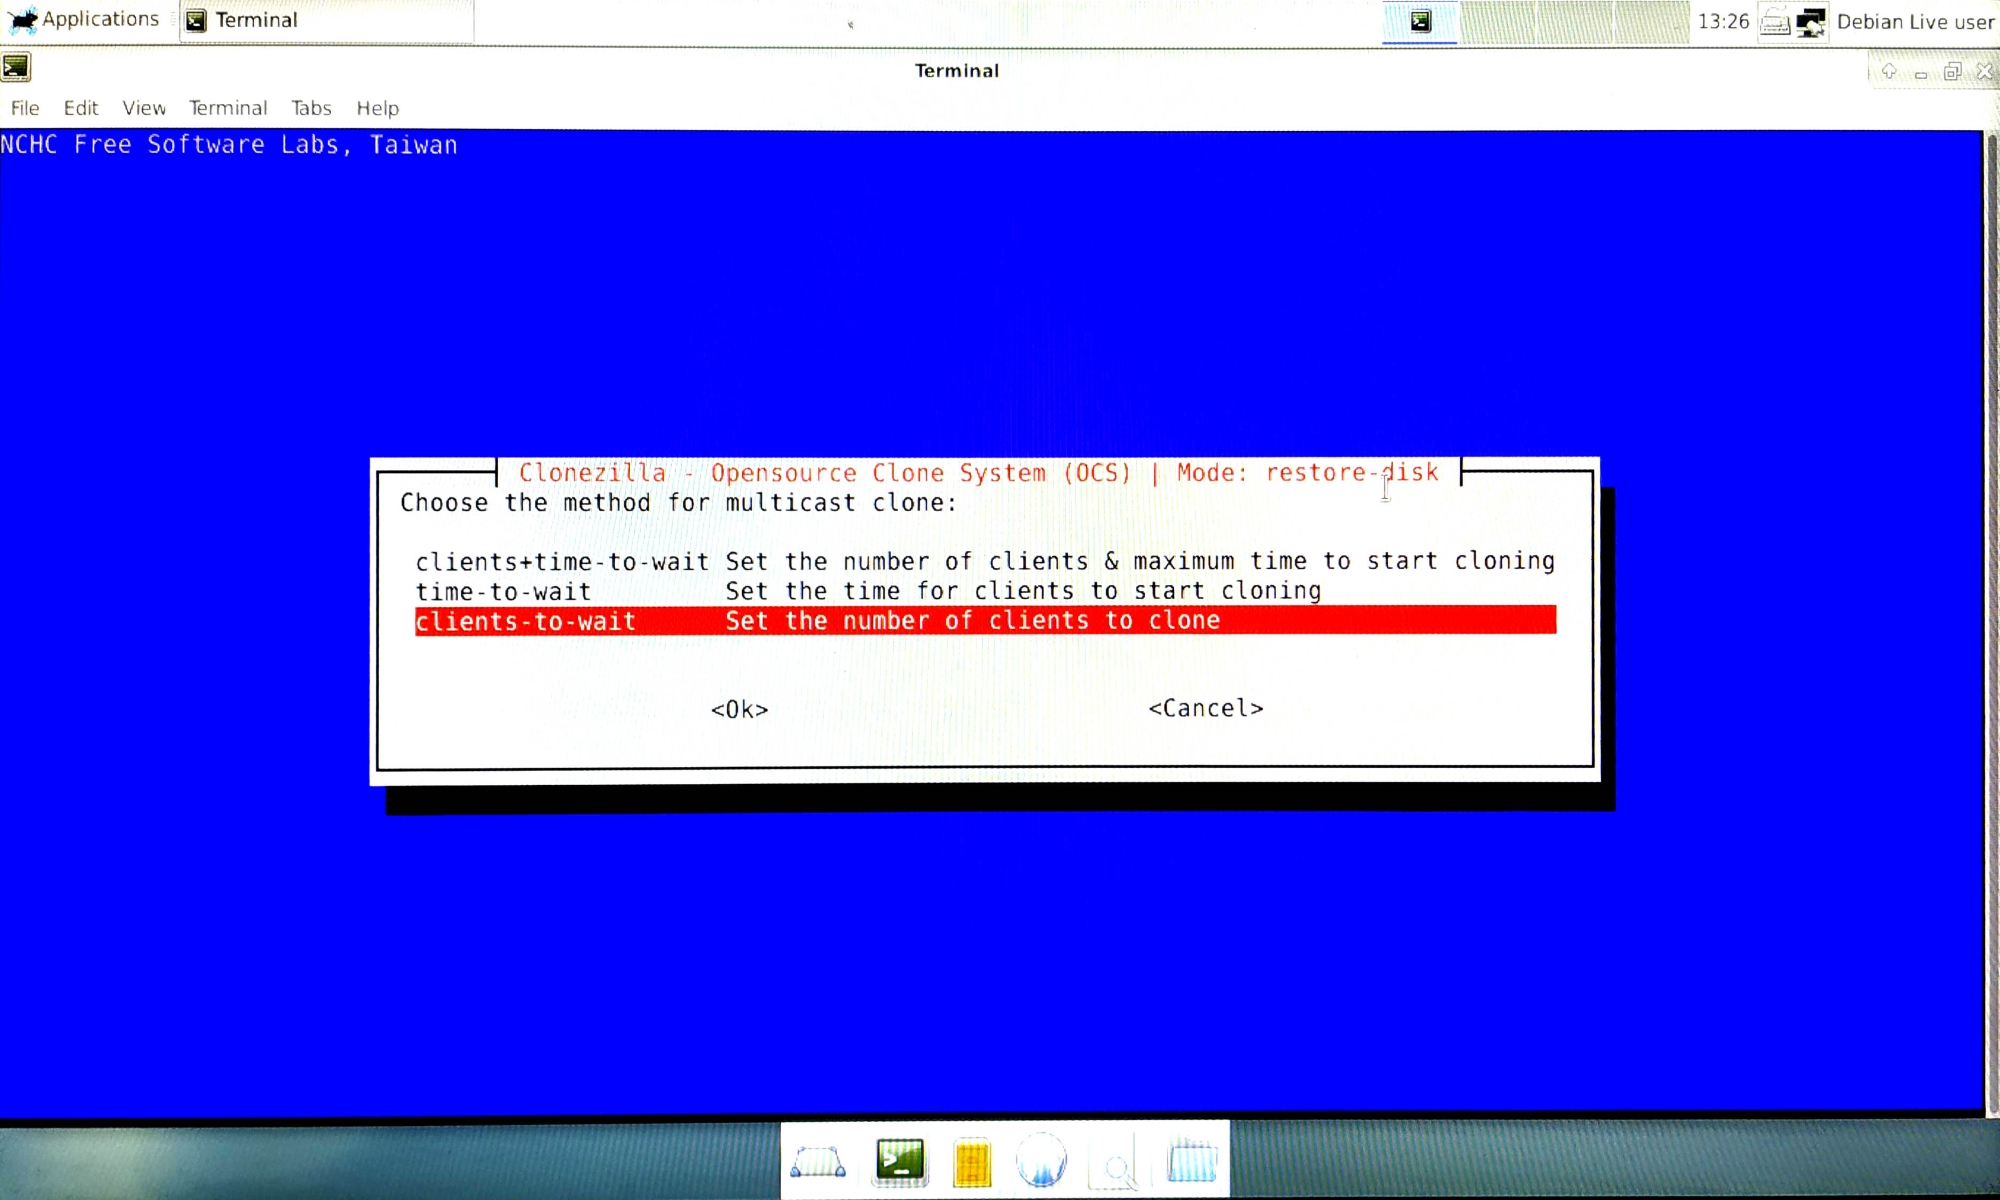 Applications Terminal 13:26 Debian Live user
Terminal
File Edit View Terminal Tabs Help
NCHC Free Software Labs, Taiwan
Clonezilla - Opensource Clone System (OCS) | Mode: restore-disk
Choose the method for multicast clone:
clients+time-to-wait Set the number of clients & maximum time to start cloning
time-to-wait Set the time for clients to start cloning
clients-to-wait Set the number of clients to clone
<Ok> <Cancel>